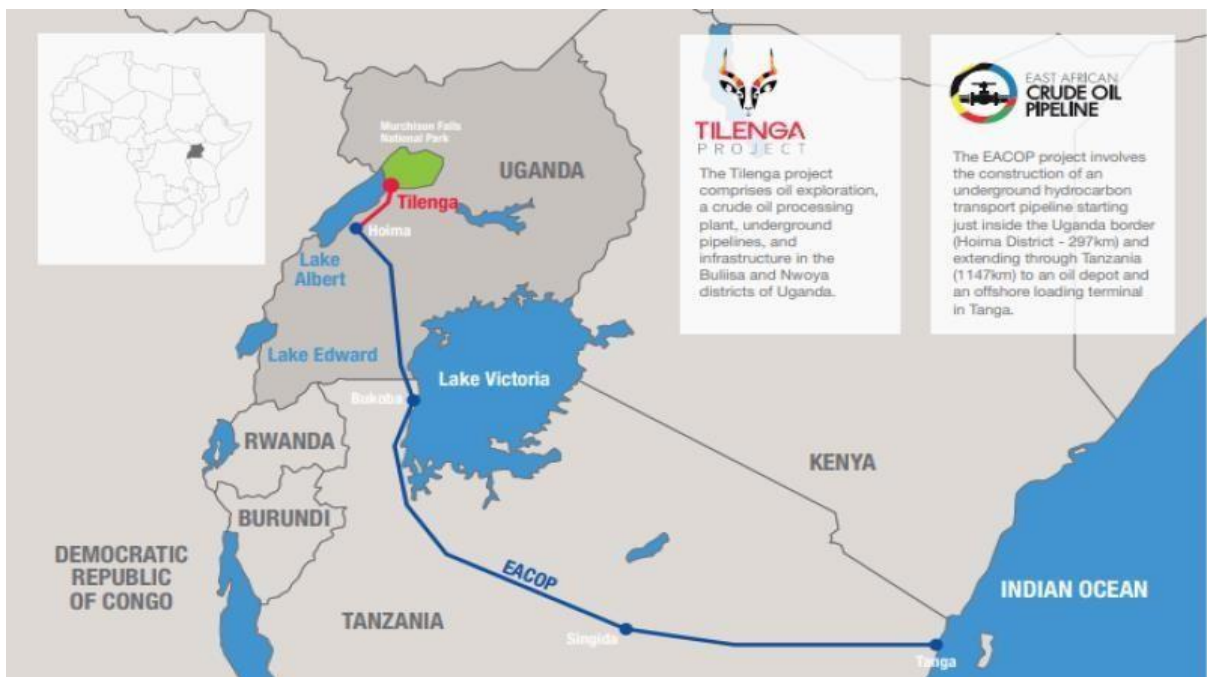 Murchison Falls
National Park
UGANDA
Tilenga
Hoima
Lake
Albert
Lake Edward
Lake Victoria
Bukoba
RWANDA
BURUNDI
DEMOCRATIC
REPUBLIC
OF CONGO
TANZANIA
EACOP
Singida
Tanga
KENYA
INDIAN OCEAN
TILENGA
PROJECT
The Tilenga project
comprises oil exploration,
a crude oil processing
plant, underground
pipelines, and
infrastructure in the
Buliisa and Nwoya
districts of Uganda.
EAST AFRICAN
CRUDE OIL
PIPELINE
The EACOP project involves
the construction of an
underground hydrocarbon
transport pipeline starting
just inside the Uganda border
(Hoima District - 297km) and
extending through Tanzania
(1147km) to an oil depot and
an offshore loading terminal
in Tanga.